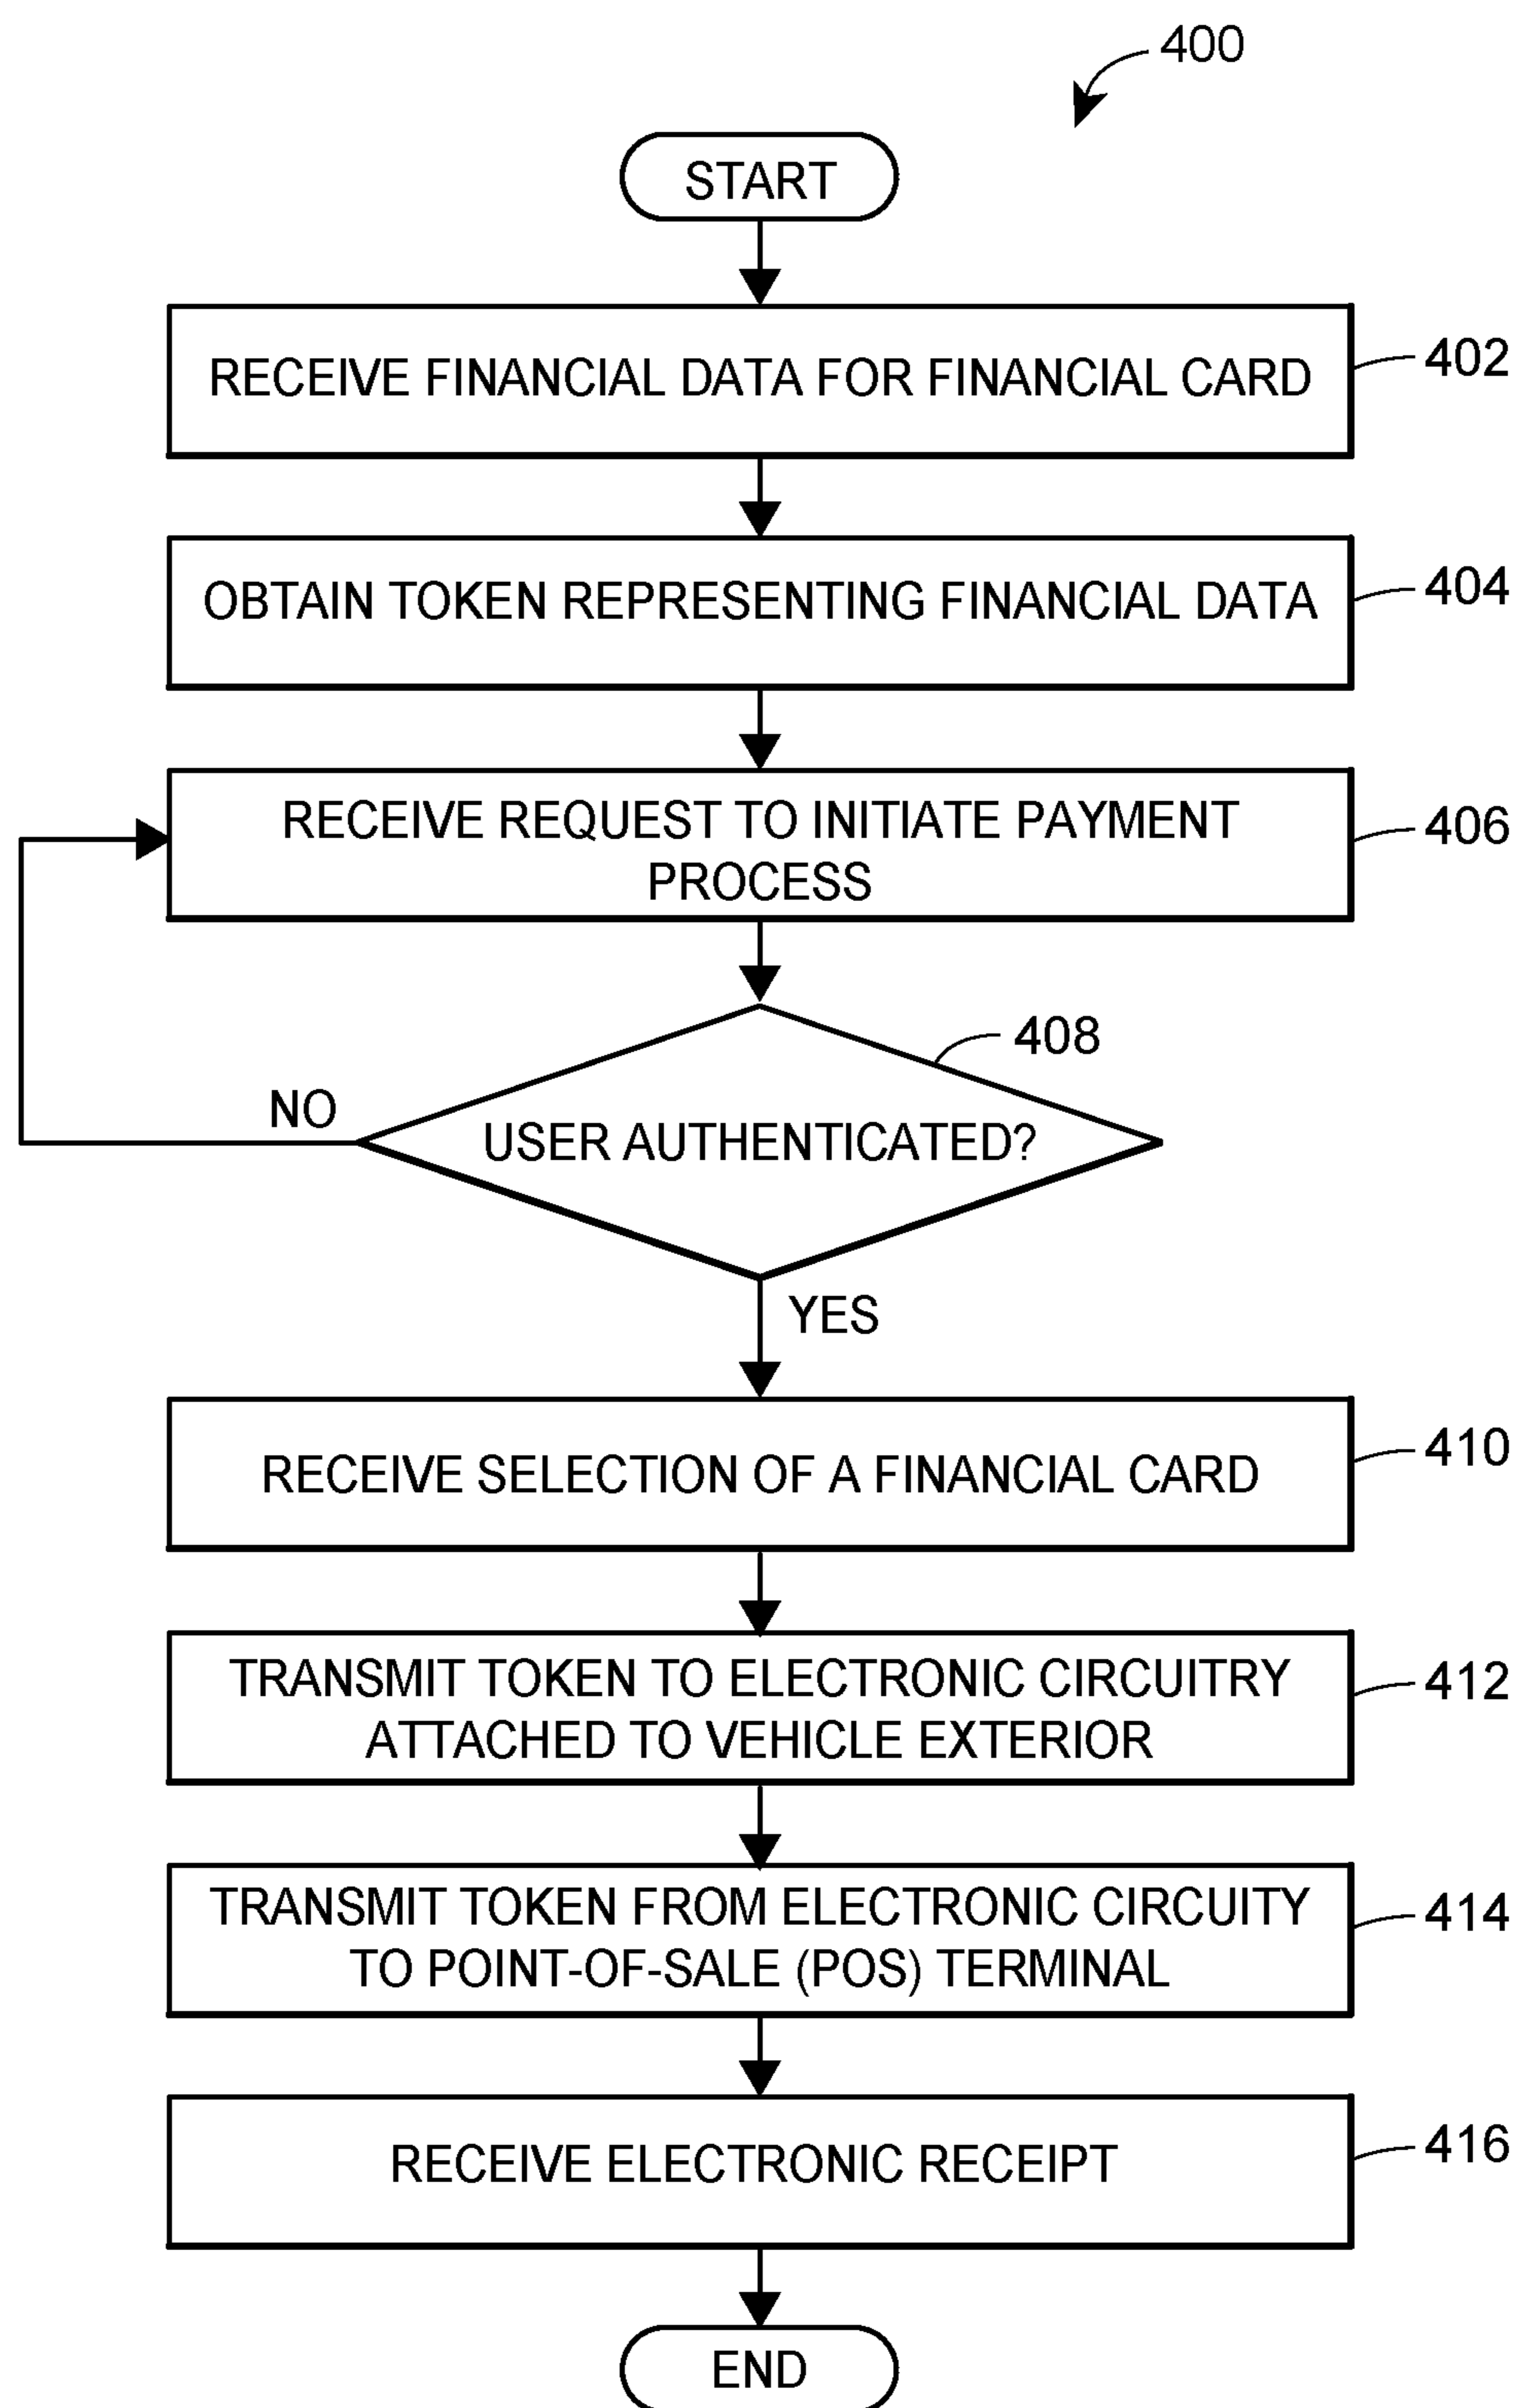 400
START
RECEIVE FINANCIAL DATA FOR FINANCIAL CARD
402
OBTAIN TOKEN REPRESENTING FINANCIAL DATA
404
RECEIVE REQUEST TO INITIATE PAYMENT
PROCESS
406
408
NO
USER AUTHENTICATED?
YES
RECEIVE SELECTION OF A FINANCIAL CARD
410
TRANSMIT TOKEN TO ELECTRONIC CIRCUITRY
ATTACHED TO VEHICLE EXTERIOR
412
TRANSMIT TOKEN FROM ELECTRONIC CIRCUITY
TO POINT-OF-SALE (POS) TERMINAL
414
RECEIVE ELECTRONIC RECEIPT
416
END